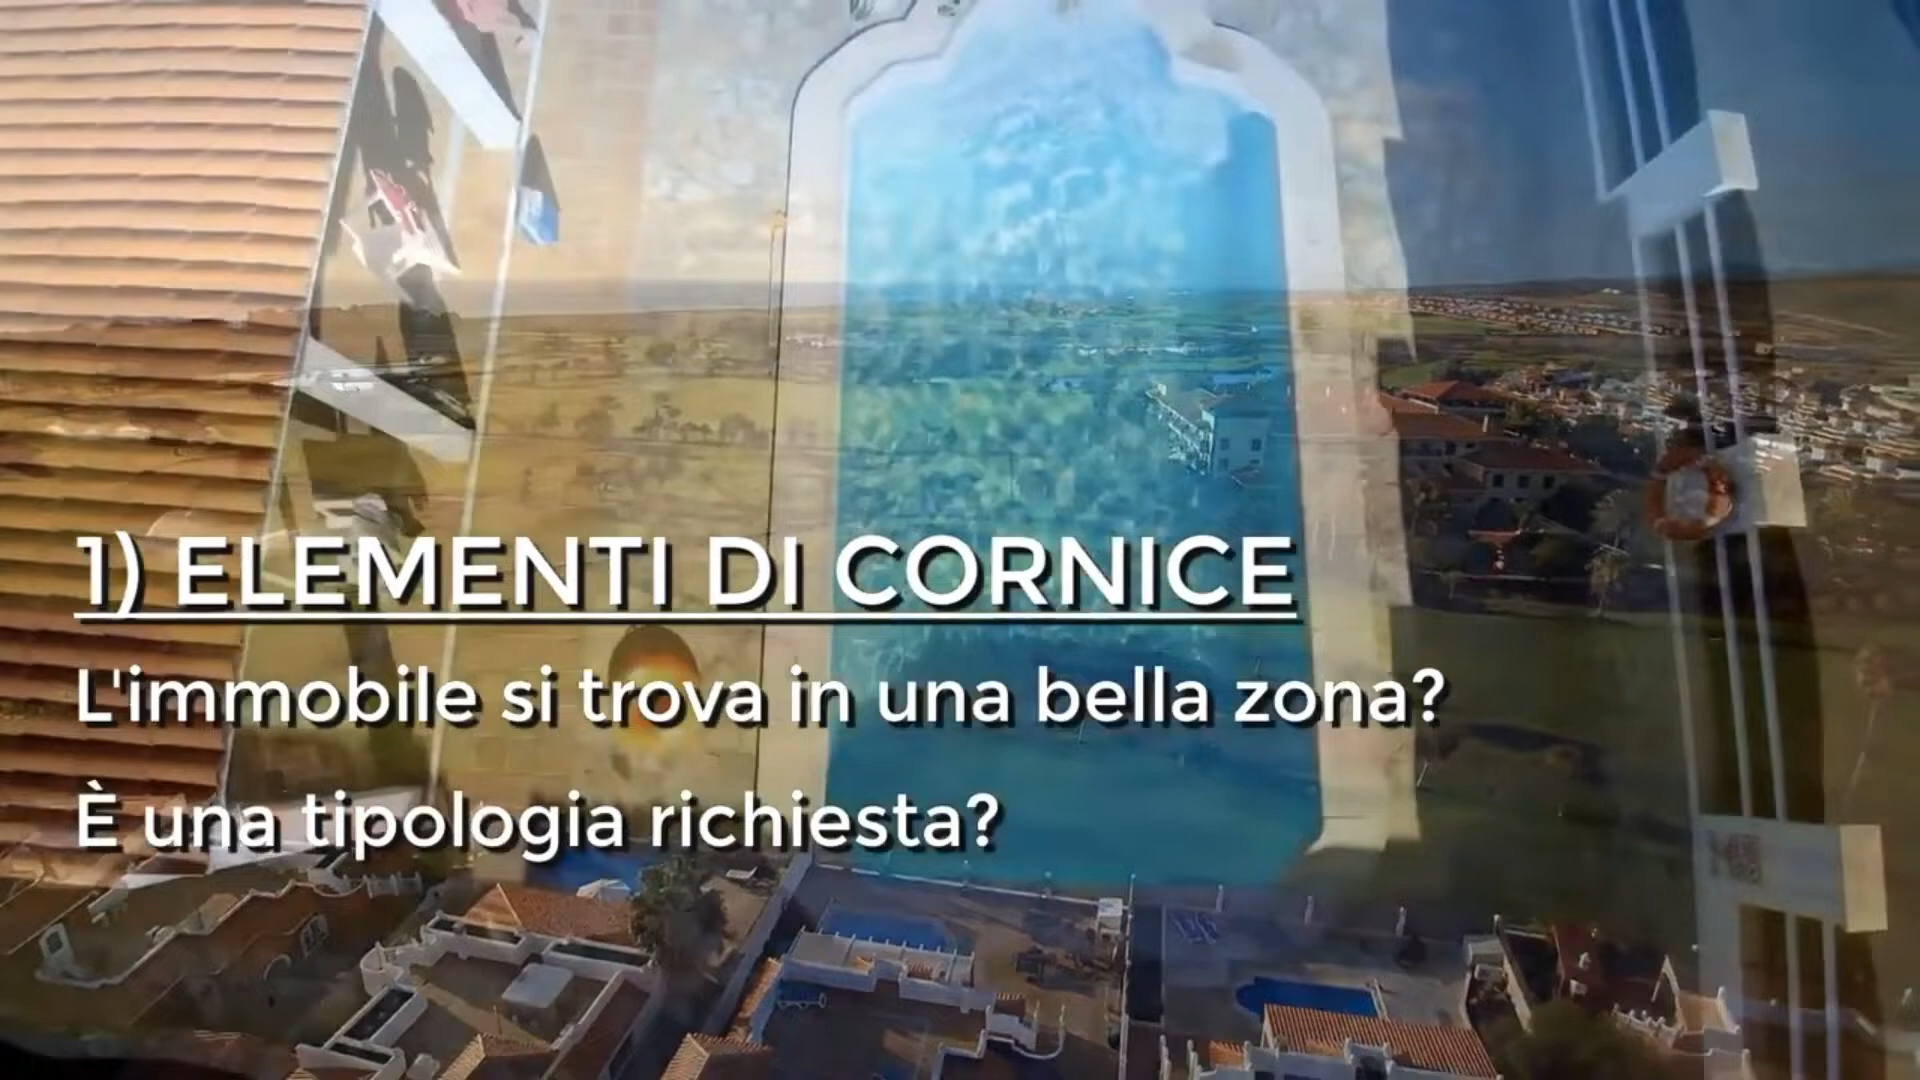 1) ELEMENTI DI CORNICE
L'immobile si trova in una bella zona?
È una tipologia richiesta?